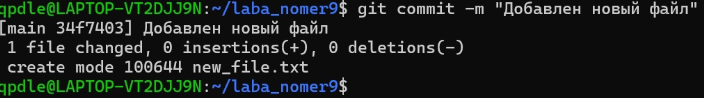 qpdle@LAPTOP-VT2DJJ9N:~/laba_nomer9$ git commit -m "Добавлен новый файл"
[main 34f7403] Добавлен новый файл
 1 file changed, 0 insertions(+), 0 deletions(-)
 create mode 100644 new_file.txt
qpdle@LAPTOP-VT2DJJ9N:~/laba_nomer9$